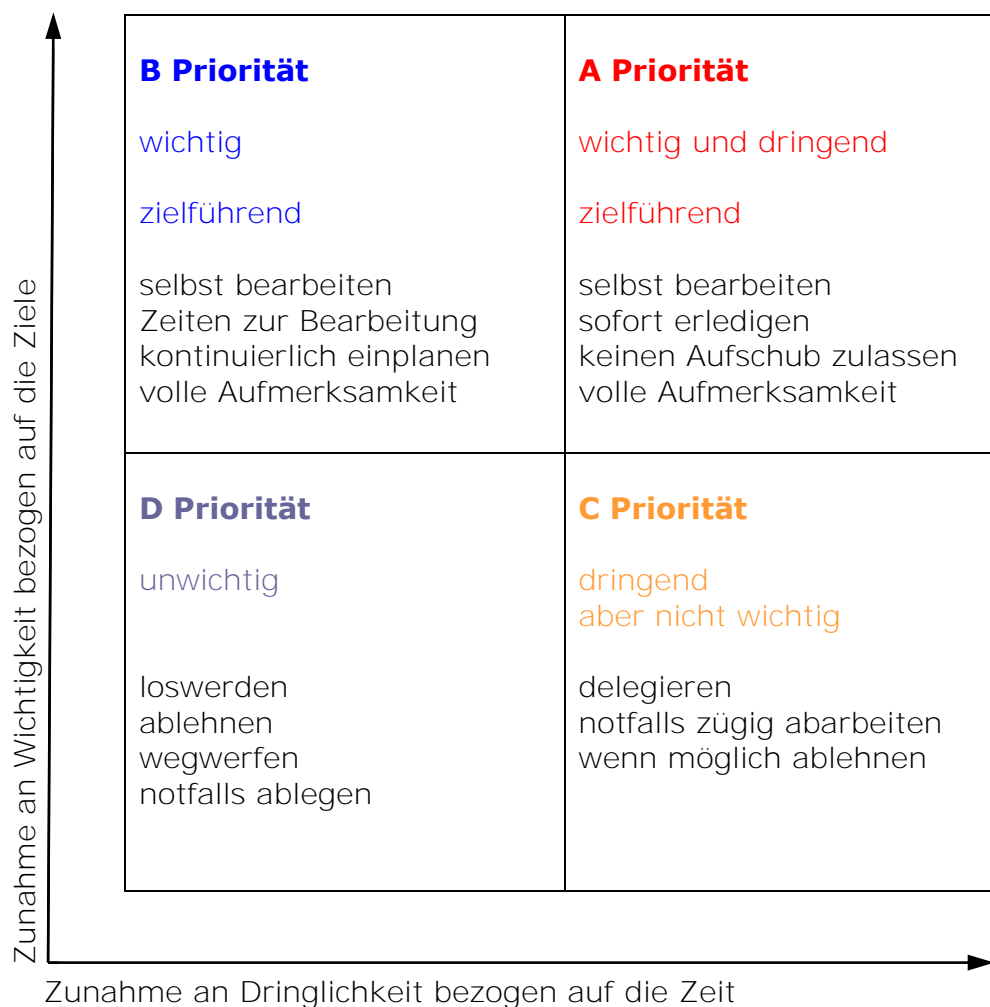 B Priorität
wichtig
zielführend
selbst bearbeiten
Zeiten zur Bearbeitung
kontinuierlich einplanen
volle Aufmerksamkeit
A Priorität
wichtig und dringend
zielführend
selbst bearbeiten
sofort erledigen
keinen Aufschub zulassen
volle Aufmerksamkeit
D Priorität
unwichtig
loswerden
ablehnen
wegwerfen
notfalls ablegen
C Priorität
dringend
aber nicht wichtig
delegieren
notfalls zügig abarbeiten
wenn möglich ablehnen
Zunahme an Wichtigkeit bezogen auf die Ziele
Zunahme an Dringlichkeit bezogen auf die Zeit